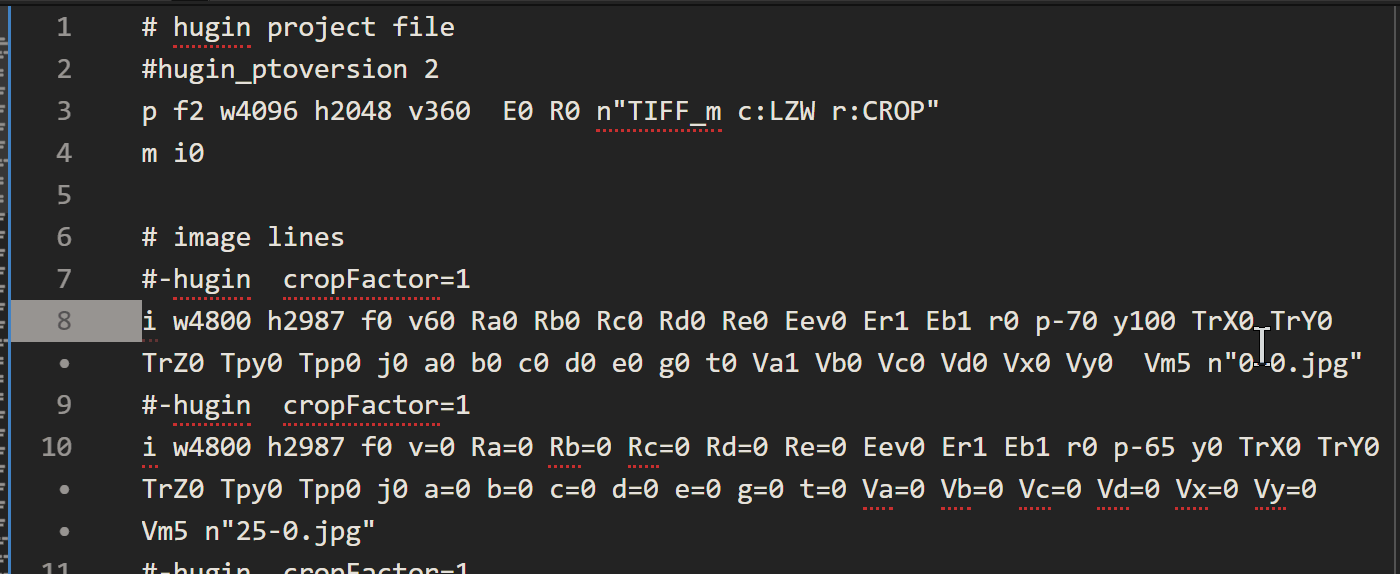 1 # hugin project file
2 #hugin_ptoversion 2
3 p f2 w4096 h2048 v360  E0 R0 n"TIFF_m c:LZW r:CROP"
4 m i0
5
6 # image lines
7 #-hugin  cropFactor=1
8 i w4800 h2987 f0 v60 Ra0 Rb0 Rc0 Rd0 Re0 Eev0 Er1 Eb1 r0 p-70 y100 TrX0 TrY0
• TrZ0 Tpy0 Tpp0 j0 a0 b0 c0 d0 e0 g0 t0 Va1 Vb0 Vc0 Vd0 Vx0 Vy0  Vm5 n"0-0.jpg"
9 #-hugin  cropFactor=1
10 i w4800 h2987 f0 v=0 Ra=0 Rb=0 Rc=0 Rd=0 Re=0 Eev0 Er1 Eb1 r0 p-65 y0 TrX0 TrY0
• TrZ0 Tpy0 Tpp0 j0 a=0 b=0 c=0 d=0 e=0 g=0 t=0 Va=0 Vb=0 Vc=0 Vd=0 Vx=0 Vy=0
• Vm5 n"25-0.jpg"
11 #-hugin  cropFactor=1